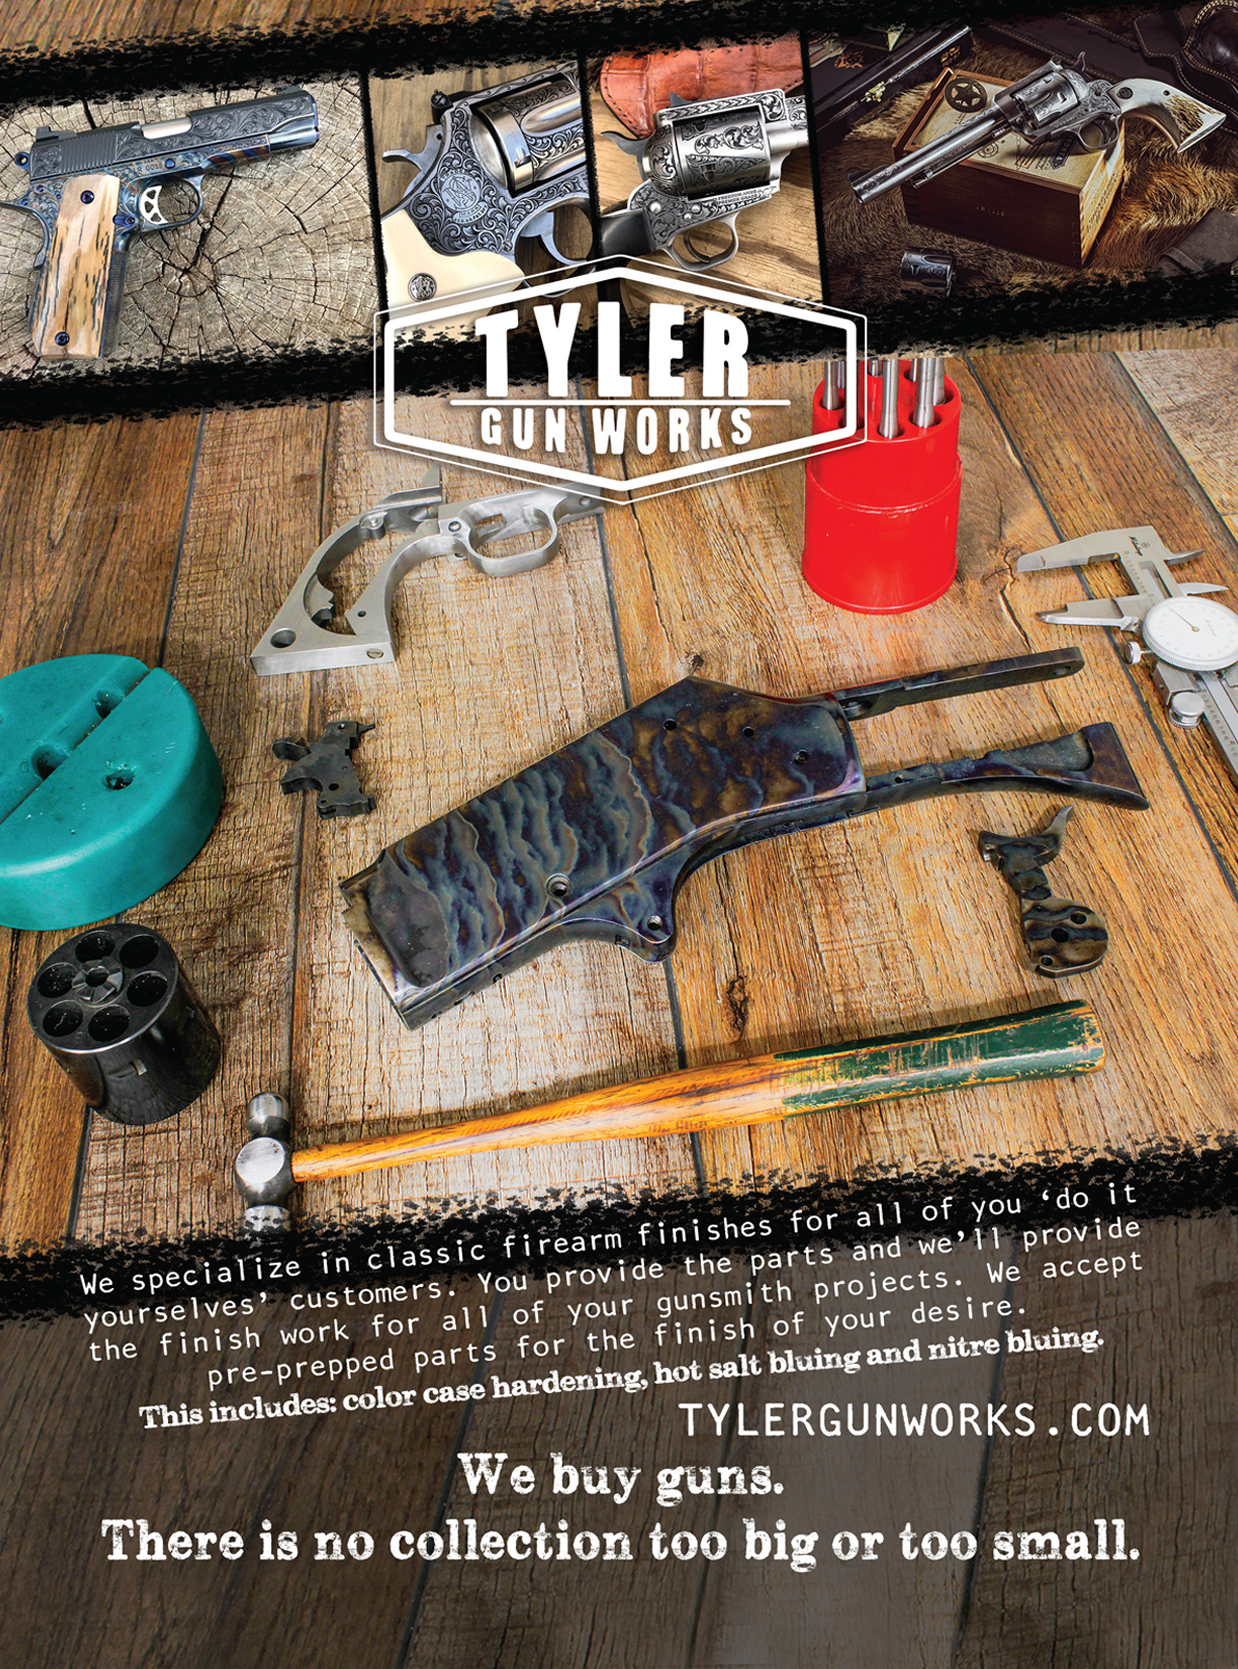 TYLER
GUN WORKS
We specialize in classic firearm finishes for all of you ‘do it
yourselves’ customers. You provide the parts and we’ll provide
the finish work for all of your gunsmith projects. We accept
pre-prepped parts for the finish of your desire.
This includes: color case hardening, hot salt bluing and nitre bluing.
TYLERGUNWORKS.COM
We buy guns.
There is no collection too big or too small.